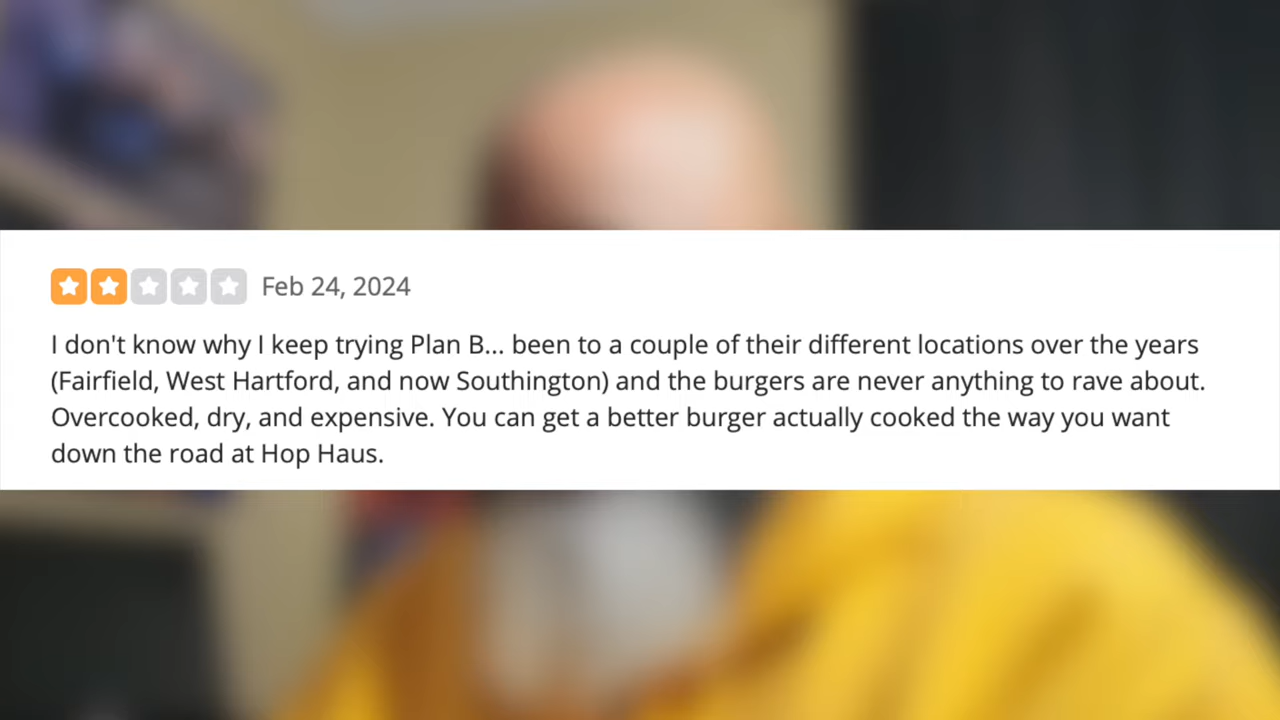 Feb 24, 2024
I don't know why I keep trying Plan B... been to a couple of their different locations over the years
(Fairfield, West Hartford, and now Southington) and the burgers are never anything to rave about.
Overcooked, dry, and expensive. You can get a better burger actually cooked the way you want
down the road at Hop Haus.